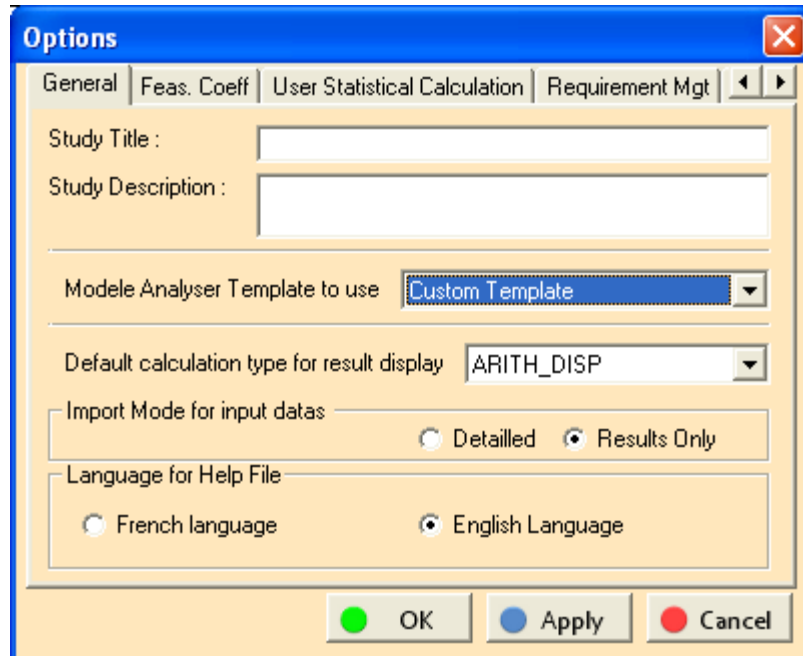 Options
General Feas. Coeff User Statistical Calculation Requirement Mgt
Study Title :
Study Description :
Modele Analyser Template to use Custom Template
Default calculation type for result display ARITH_DISP
Import Mode for input datas
Detailled Results Only
Language for Help File
French language English Language
OK Apply Cancel